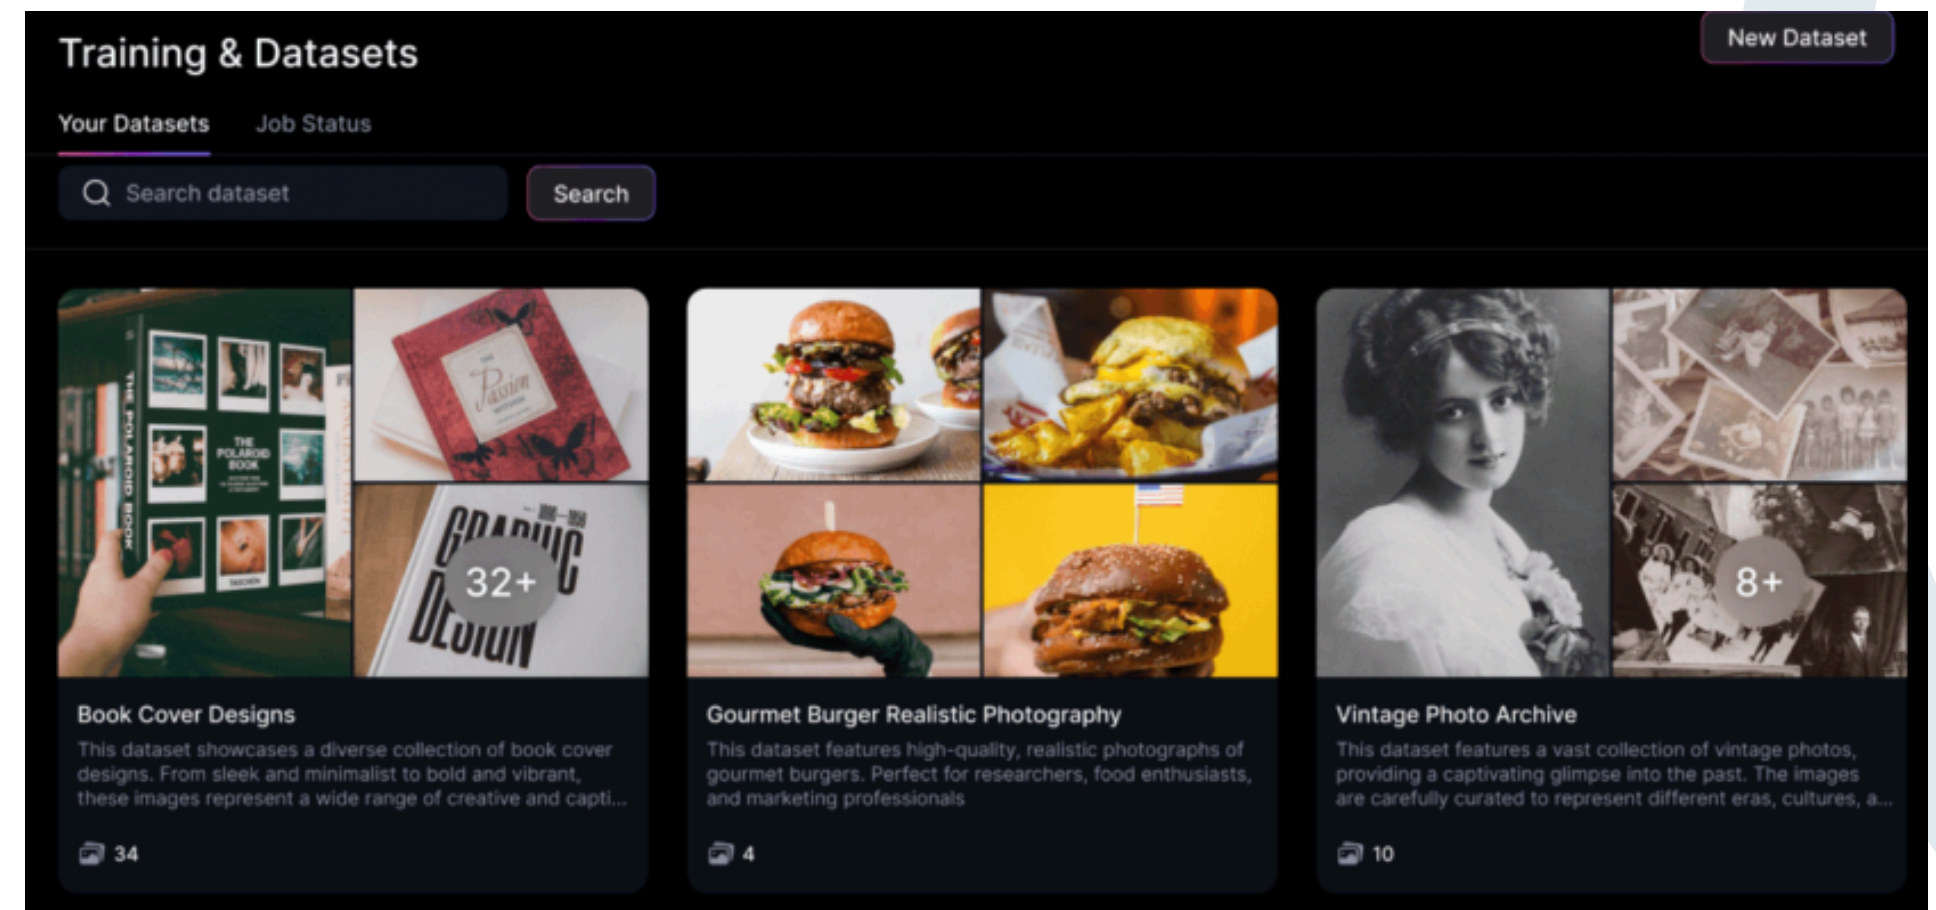 Training & Datasets
New Dataset
Your Datasets
Job Status
Search dataset
Search
THE POLAROID BOOK
THE
POLAROID
BOOK
TASCHEN
THE
Passion
GRAPHIC
DESIGN
32+
8+
Book Cover Designs
This dataset showcases a diverse collection of book cover
designs. From sleek and minimalist to bold and vibrant,
these images represent a wide range of creative and capti...
34
Gourmet Burger Realistic Photography
This dataset features high-quality, realistic photographs of
gourmet burgers. Perfect for researchers, food enthusiasts,
and marketing professionals
4
Vintage Photo Archive
This dataset features a vast collection of vintage photos,
providing a captivating glimpse into the past. The images
are carefully curated to represent different eras, cultures, a...
10